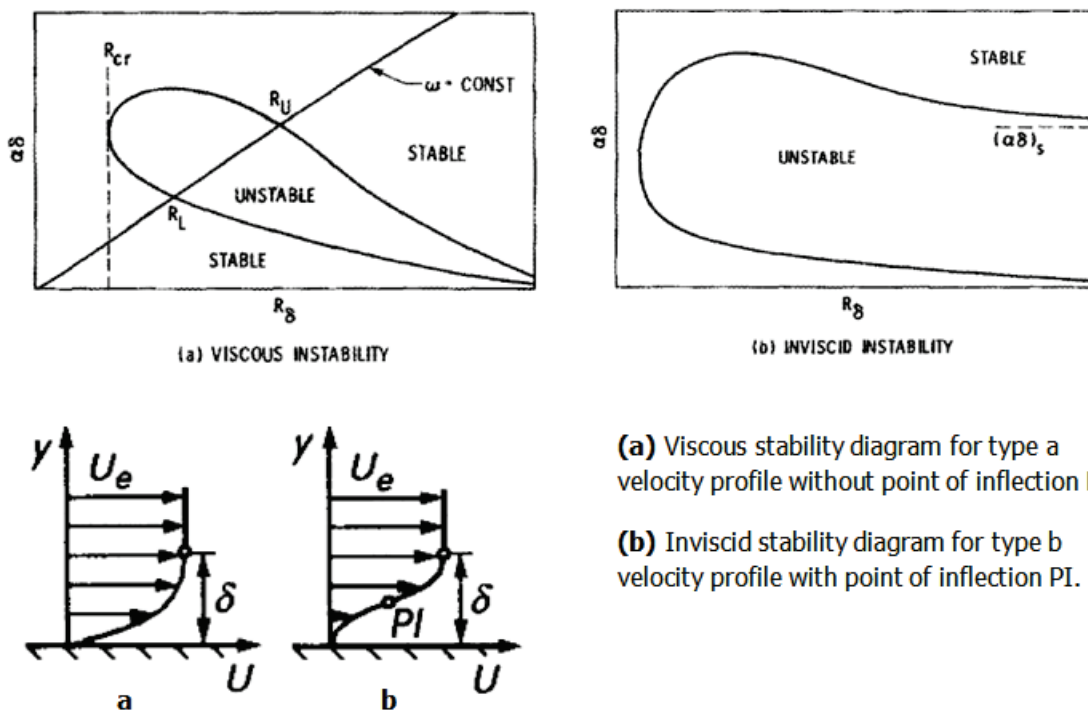 R_cr
R_U
ω = CONST
αδ
STABLE
UNSTABLE
R_L
STABLE
R_δ
(a) VISCOUS INSTABILITY
STABLE
(αδ)_s
αδ
UNSTABLE
R_δ
(b) INVISCID INSTABILITY
y
U_e
δ
U
a
y
U_e
PI
δ
U
b
(a) Viscous stability diagram for type a
velocity profile without point of inflection
(b) Inviscid stability diagram for type b
velocity profile with point of inflection PI.